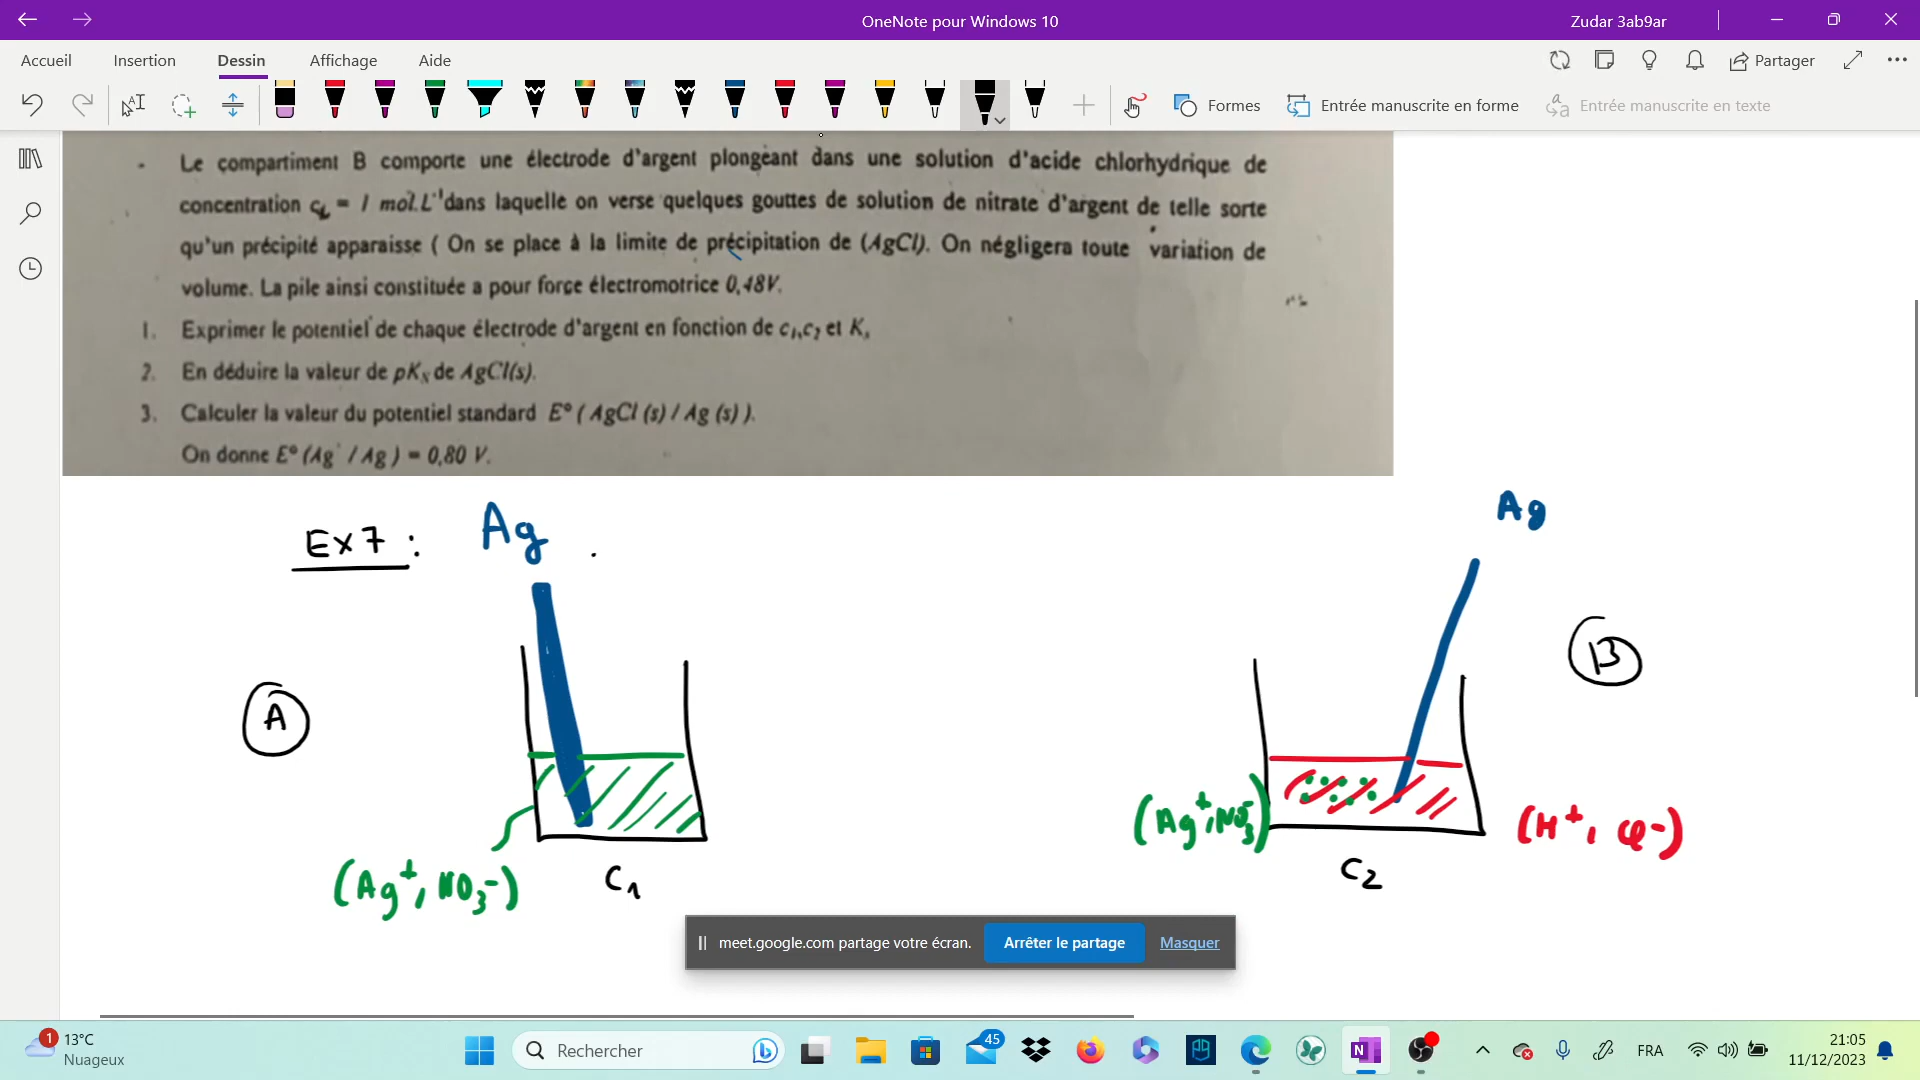 OneNote pour Windows 10
Zudar 3ab9ar
Accueil
Insertion
Dessin
Affichage
Aide
Partager
Formes
Entrée manuscrite en forme
Entrée manuscrite en texte
- Le compartiment B comporte une électrode d'argent plongeant dans une solution d'acide chlorhydrique de
concentration c₂ = 1 mol.L⁻¹ dans laquelle on verse quelques gouttes de solution de nitrate d'argent de telle sorte
qu'un précipité apparaisse ( On se place à la limite de précipitation de (AgCl). On négligera toute variation de
volume. La pile ainsi constituée a pour force électromotrice 0,48V.
1. Exprimer le potentiel de chaque électrode d'argent en fonction de c₁,c₂ et Kₛ
2. En déduire la valeur de pKₛ de AgCl(s).
3. Calculer la valeur du potentiel standard E° ( AgCl (s) / Ag (s) ).
On donne E° (Ag⁺ / Ag ) = 0,80 V.
Ex7 :
Ag
Ag
A
B
(Ag⁺, NO₃⁻)
C₁
(Ag⁺, NO₃⁻)
C₂
(H⁺, Cl⁻)
meet.google.com partage votre écran.
Arrêter le partage
Masquer
1
13°C
Nuageux
Rechercher
45
FRA
21:05
11/12/2023